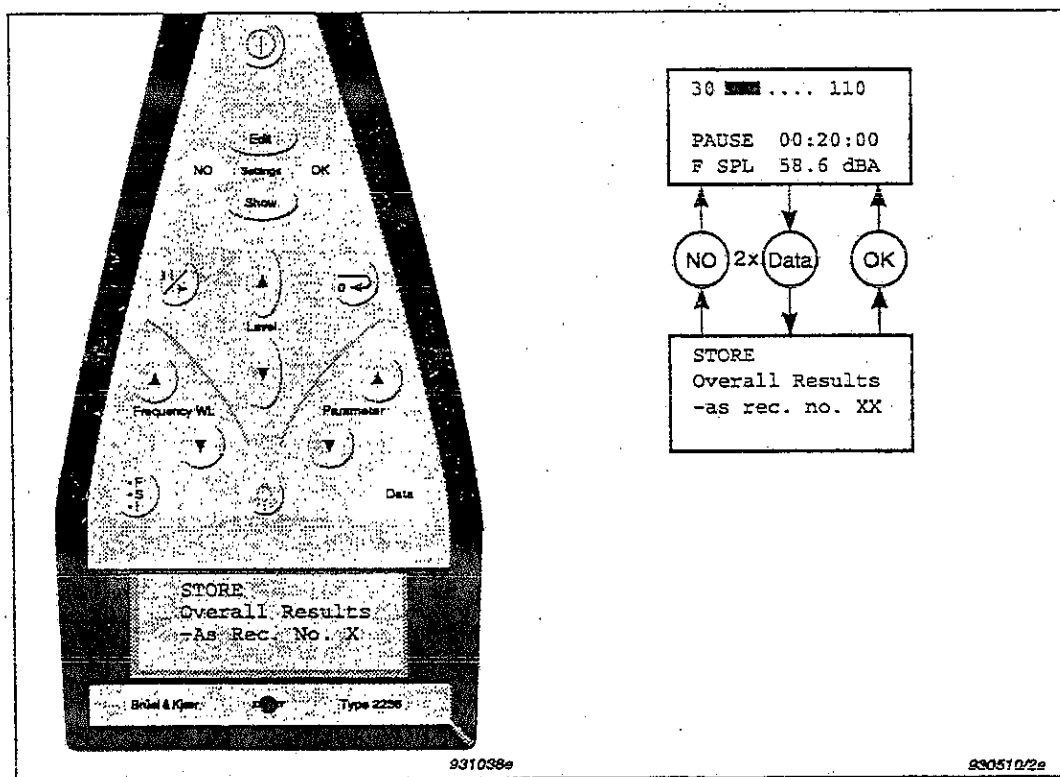 Edit
NO Settings OK
Show
Level
Frequency Wt.
Parameter
F
S
I
Data
STORE
Overall Results
-As Rec. No. X
Brüel & Kjær Type 2236
931038e
30 .... 110
PAUSE 00:20:00
F SPL 58.6 dBA
NO 2x Data OK
STORE
Overall Results
-as rec. no. XX
930510/2e